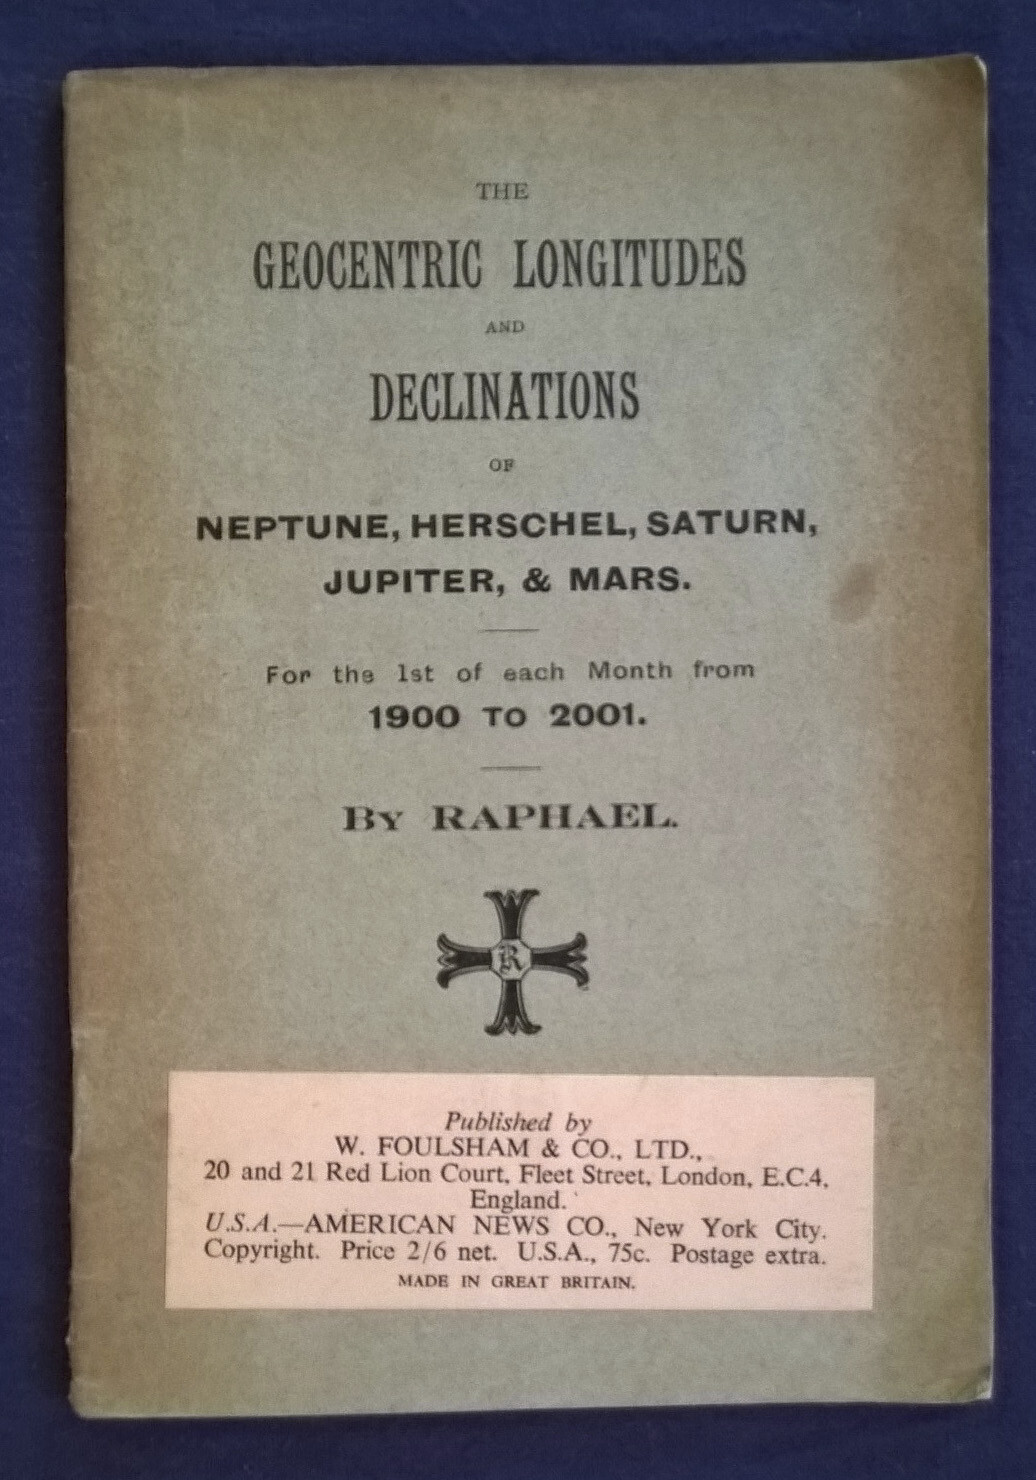 THE
GEOCENTRIC LONGITUDES
AND
DECLINATIONS
OF
NEPTUNE, HERSCHEL, SATURN,
JUPITER, & MARS.
For the 1st of each Month from
1900 TO 2001.
BY RAPHAEL.
R
Published by
W. FOULSHAM & CO., LTD.,
20 and 21 Red Lion Court, Fleet Street, London, E.C.4,
England.
U.S.A.—AMERICAN NEWS CO., New York City.
Copyright. Price 2/6 net. U.S.A., 75c. Postage extra.
MADE IN GREAT BRITAIN.